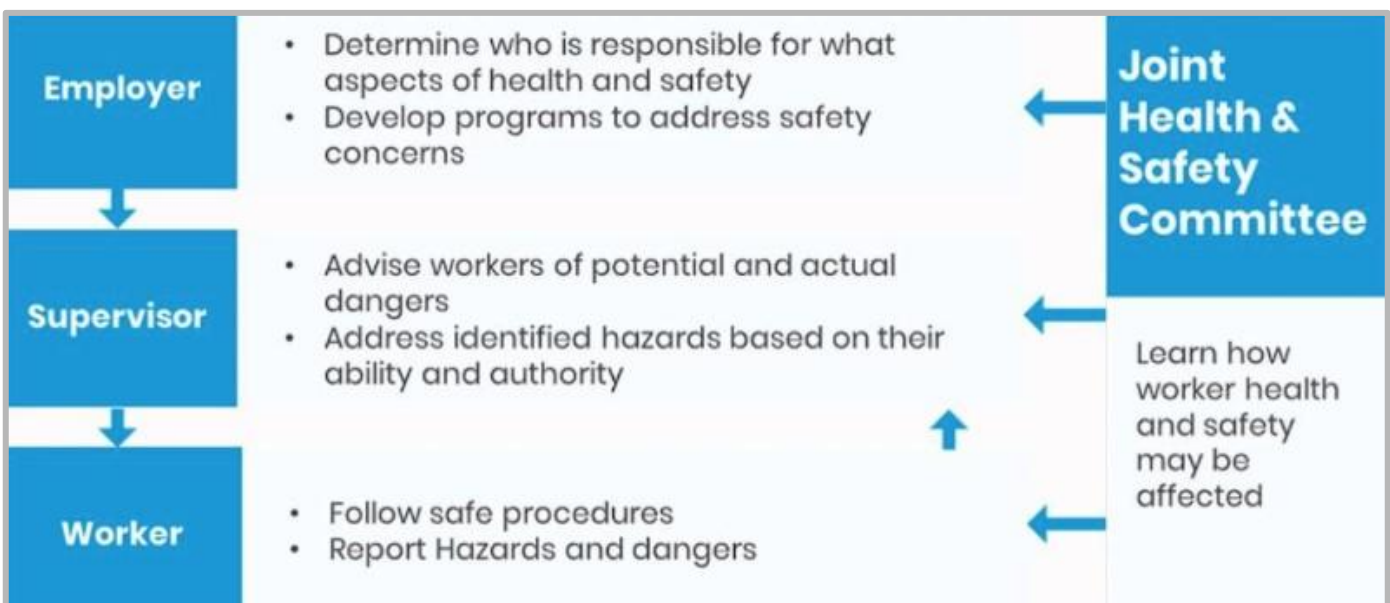 Employer
• Determine who is responsible for what
aspects of health and safety
• Develop programs to address safety
concerns
Supervisor
• Advise workers of potential and actual
dangers
• Address identified hazards based on their
ability and authority
Worker
• Follow safe procedures
• Report Hazards and dangers
Joint
Health &
Safety
Committee
Learn how
worker health
and safety
may be
affected